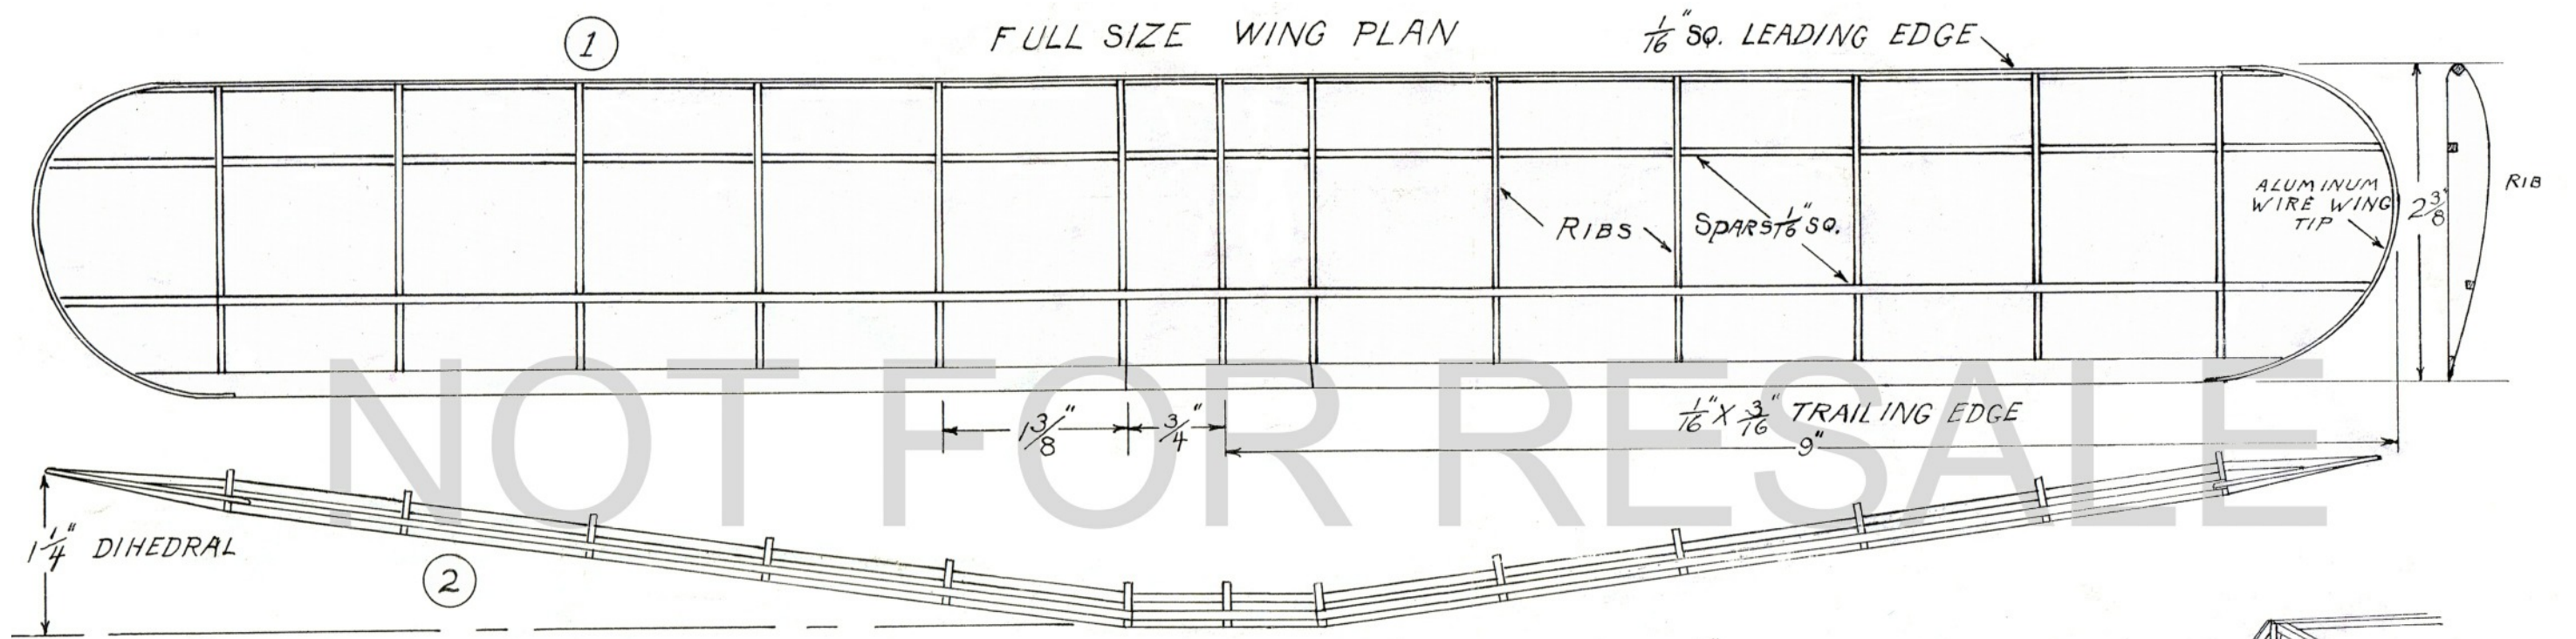 1
FULL SIZE WING PLAN
1/16" SQ. LEADING EDGE
ALUMINUM
WIRE WING
TIP
2 3/8"
RIB
RIBS
SPARS 1/16" SQ.
NOT FOR RESALE
1 3/8"
3/4"
1/16" X 3/16" TRAILING EDGE
9"
1 1/4" DIHEDRAL
2